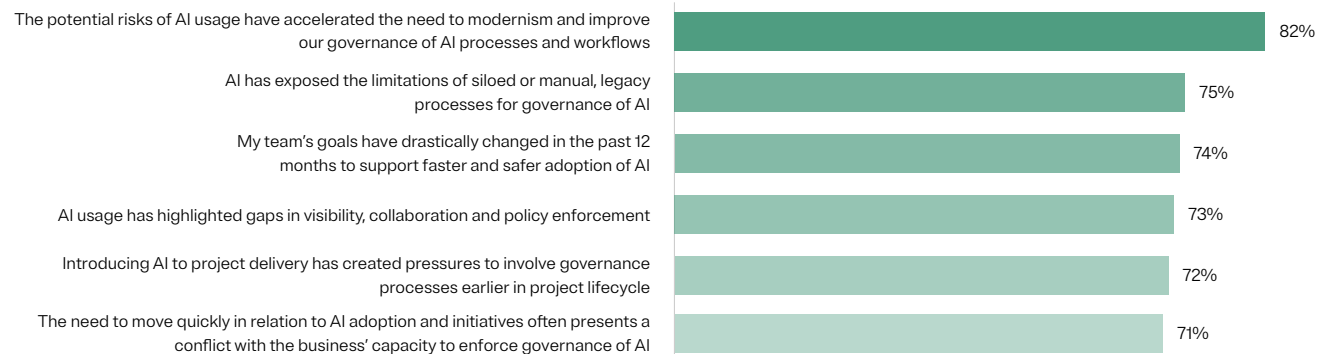 The potential risks of AI usage have accelerated the need to modernism and improve
our governance of AI processes and workflows
82%
AI has exposed the limitations of siloed or manual, legacy
processes for governance of AI
75%
My team's goals have drastically changed in the past 12
months to support faster and safer adoption of AI
74%
AI usage has highlighted gaps in visibility, collaboration and policy enforcement
73%
Introducing AI to project delivery has created pressures to involve governance
processes earlier in project lifecycle
72%
The need to move quickly in relation to AI adoption and initiatives often presents a
conflict with the business' capacity to enforce governance of AI
71%